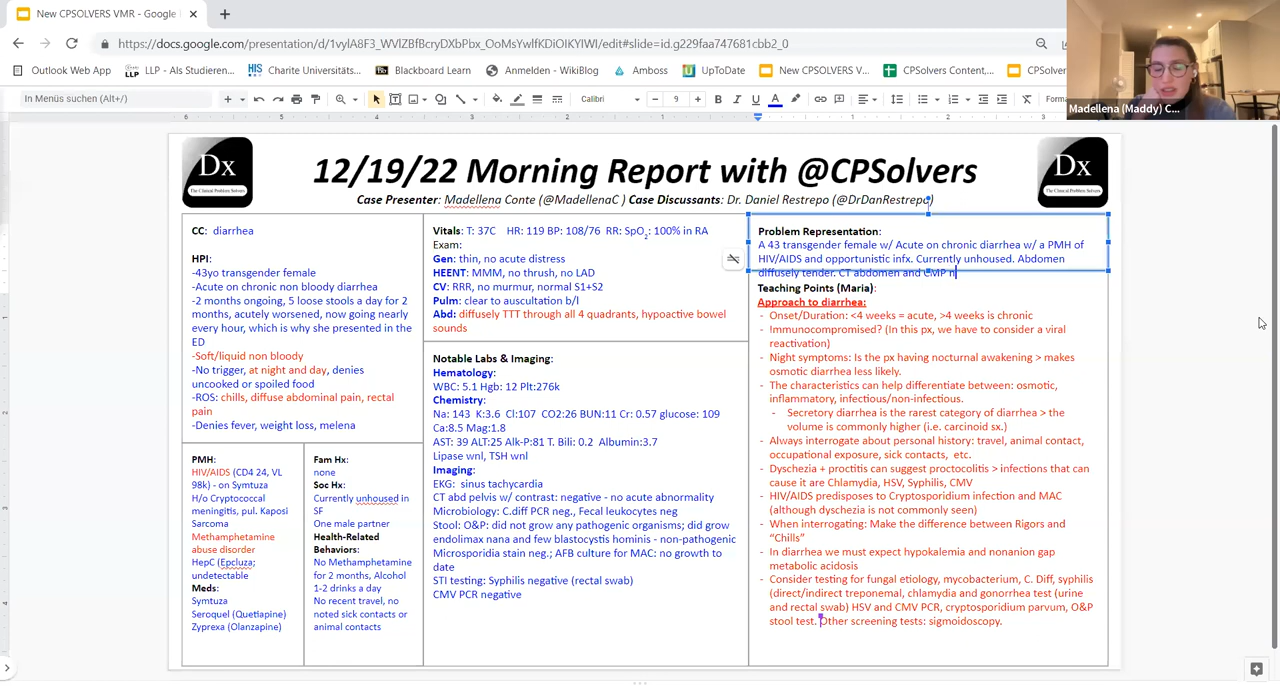 New CPSOLVERS VMR - Google
https://docs.google.com/presentation/d/1vylA8F3_WVlZBfBcryDXbPbx_OoMsYwlfKDiOIKYIWI/edit#slide=id.g229faa747681cbb2_0
Outlook Web App
LLP - Als Studieren...
Charite Universitäts...
Blackboard Learn
Anmelden - WikiBlog
Amboss
UpToDate
New CPSOLVERS V...
CPSolvers Content,...
CPSolver
In Menüs suchen (Alt+/)
Calibri
9
Forma
Madellena (Maddy) C...
Dx
The Clinical Problem Solvers
12/19/22 Morning Report with @CPSolvers
Case Presenter: Madellena Conte (@MadellenaC ) Case Discussants: Dr. Daniel Restrepo (@DrDanRestrepo)
Dx
The Clinical Problem Solvers
CC: diarrhea
HPI:
-43yo transgender female
-Acute on chronic non bloody diarrhea
-2 months ongoing, 5 loose stools a day for 2
months, acutely worsened, now going nearly
every hour, which is why she presented in the
ED
-Soft/liquid non bloody
-No trigger, at night and day, denies
uncooked or spoiled food
-ROS: chills, diffuse abdominal pain, rectal
pain
-Denies fever, weight loss, melena
PMH:
HIV/AIDS (CD4 24, VL
98k) - on Symtuza
H/o Cryptococcal
meningitis, pul. Kaposi
Sarcoma
Methamphetamine
abuse disorder
HepC (Epcluza;
undetectable
Meds:
Symtuza
Seroquel (Quetiapine)
Zyprexa (Olanzapine)
Fam Hx:
none
Soc Hx:
Currently unhoused in
SF
One male partner
Health-Related
Behaviors:
No Methamphetamine
for 2 months, Alcohol
1-2 drinks a day
No recent travel, no
noted sick contacts or
animal contacts
Vitals: T: 37C HR: 119 BP: 108/76 RR: SpO2: 100% in RA
Exam:
Gen: thin, no acute distress
HEENT: MMM, no thrush, no LAD
CV: RRR, no murmur, normal S1+S2
Pulm: clear to auscultation b/l
Abd: diffusely TTT through all 4 quadrants, hypoactive bowel
sounds
Notable Labs & Imaging:
Hematology:
WBC: 5.1 Hgb: 12 Plt:276k
Chemistry:
Na: 143 K:3.6 Cl:107 CO2:26 BUN:11 Cr: 0.57 glucose: 109
Ca:8.5 Mag:1.8
AST: 39 ALT:25 Alk-P:81 T. Bili: 0.2 Albumin:3.7
Lipase wnl, TSH wnl
Imaging:
EKG: sinus tachycardia
CT abd pelvis w/ contrast: negative - no acute abnormality
Microbiology: C.diff PCR neg., Fecal leukocytes neg
Stool: O&P: did not grow any pathogenic organisms; did grow
endolimax nana and few blastocystis hominis - non-pathogenic
Microsporidia stain neg.; AFB culture for MAC: no growth to
date
STI testing: Syphilis negative (rectal swab)
CMV PCR negative
Problem Representation:
A 43 transgender female w/ Acute on chronic diarrhea w/ a PMH of
HIV/AIDS and opportunistic infx. Currently unhoused. Abdomen
diffusely tender. CT abdomen and CMP n
Teaching Points (Maria):
Approach to diarrhea:
- Onset/Duration: <4 weeks = acute, >4 weeks is chronic
- Immunocompromised? (In this px, we have to consider a viral
reactivation)
- Night symptoms: Is the px having nocturnal awakening > makes
osmotic diarrhea less likely.
- The characteristics can help differentiate between: osmotic,
inflammatory, infectious/non-infectious.
- Secretory diarrhea is the rarest category of diarrhea > the
volume is commonly higher (i.e. carcinoid sx.)
- Always interrogate about personal history: travel, animal contact,
occupational exposure, sick contacts, etc.
- Dyschezia + proctitis can suggest proctocolitis > infections that can
cause it are Chlamydia, HSV, Syphilis, CMV
- HIV/AIDS predisposes to Cryptosporidium infection and MAC
(although dyschezia is not commonly seen)
- When interrogating: Make the difference between Rigors and
“Chills”
- In diarrhea we must expect hypokalemia and nonanion gap
metabolic acidosis
- Consider testing for fungal etiology, mycobacterium, C. Diff, syphilis
(direct/indirect treponemal, chlamydia and gonorrhea test (urine
and rectal swab) HSV and CMV PCR, cryptosporidium parvum, O&P
stool test. Other screening tests: sigmoidoscopy.